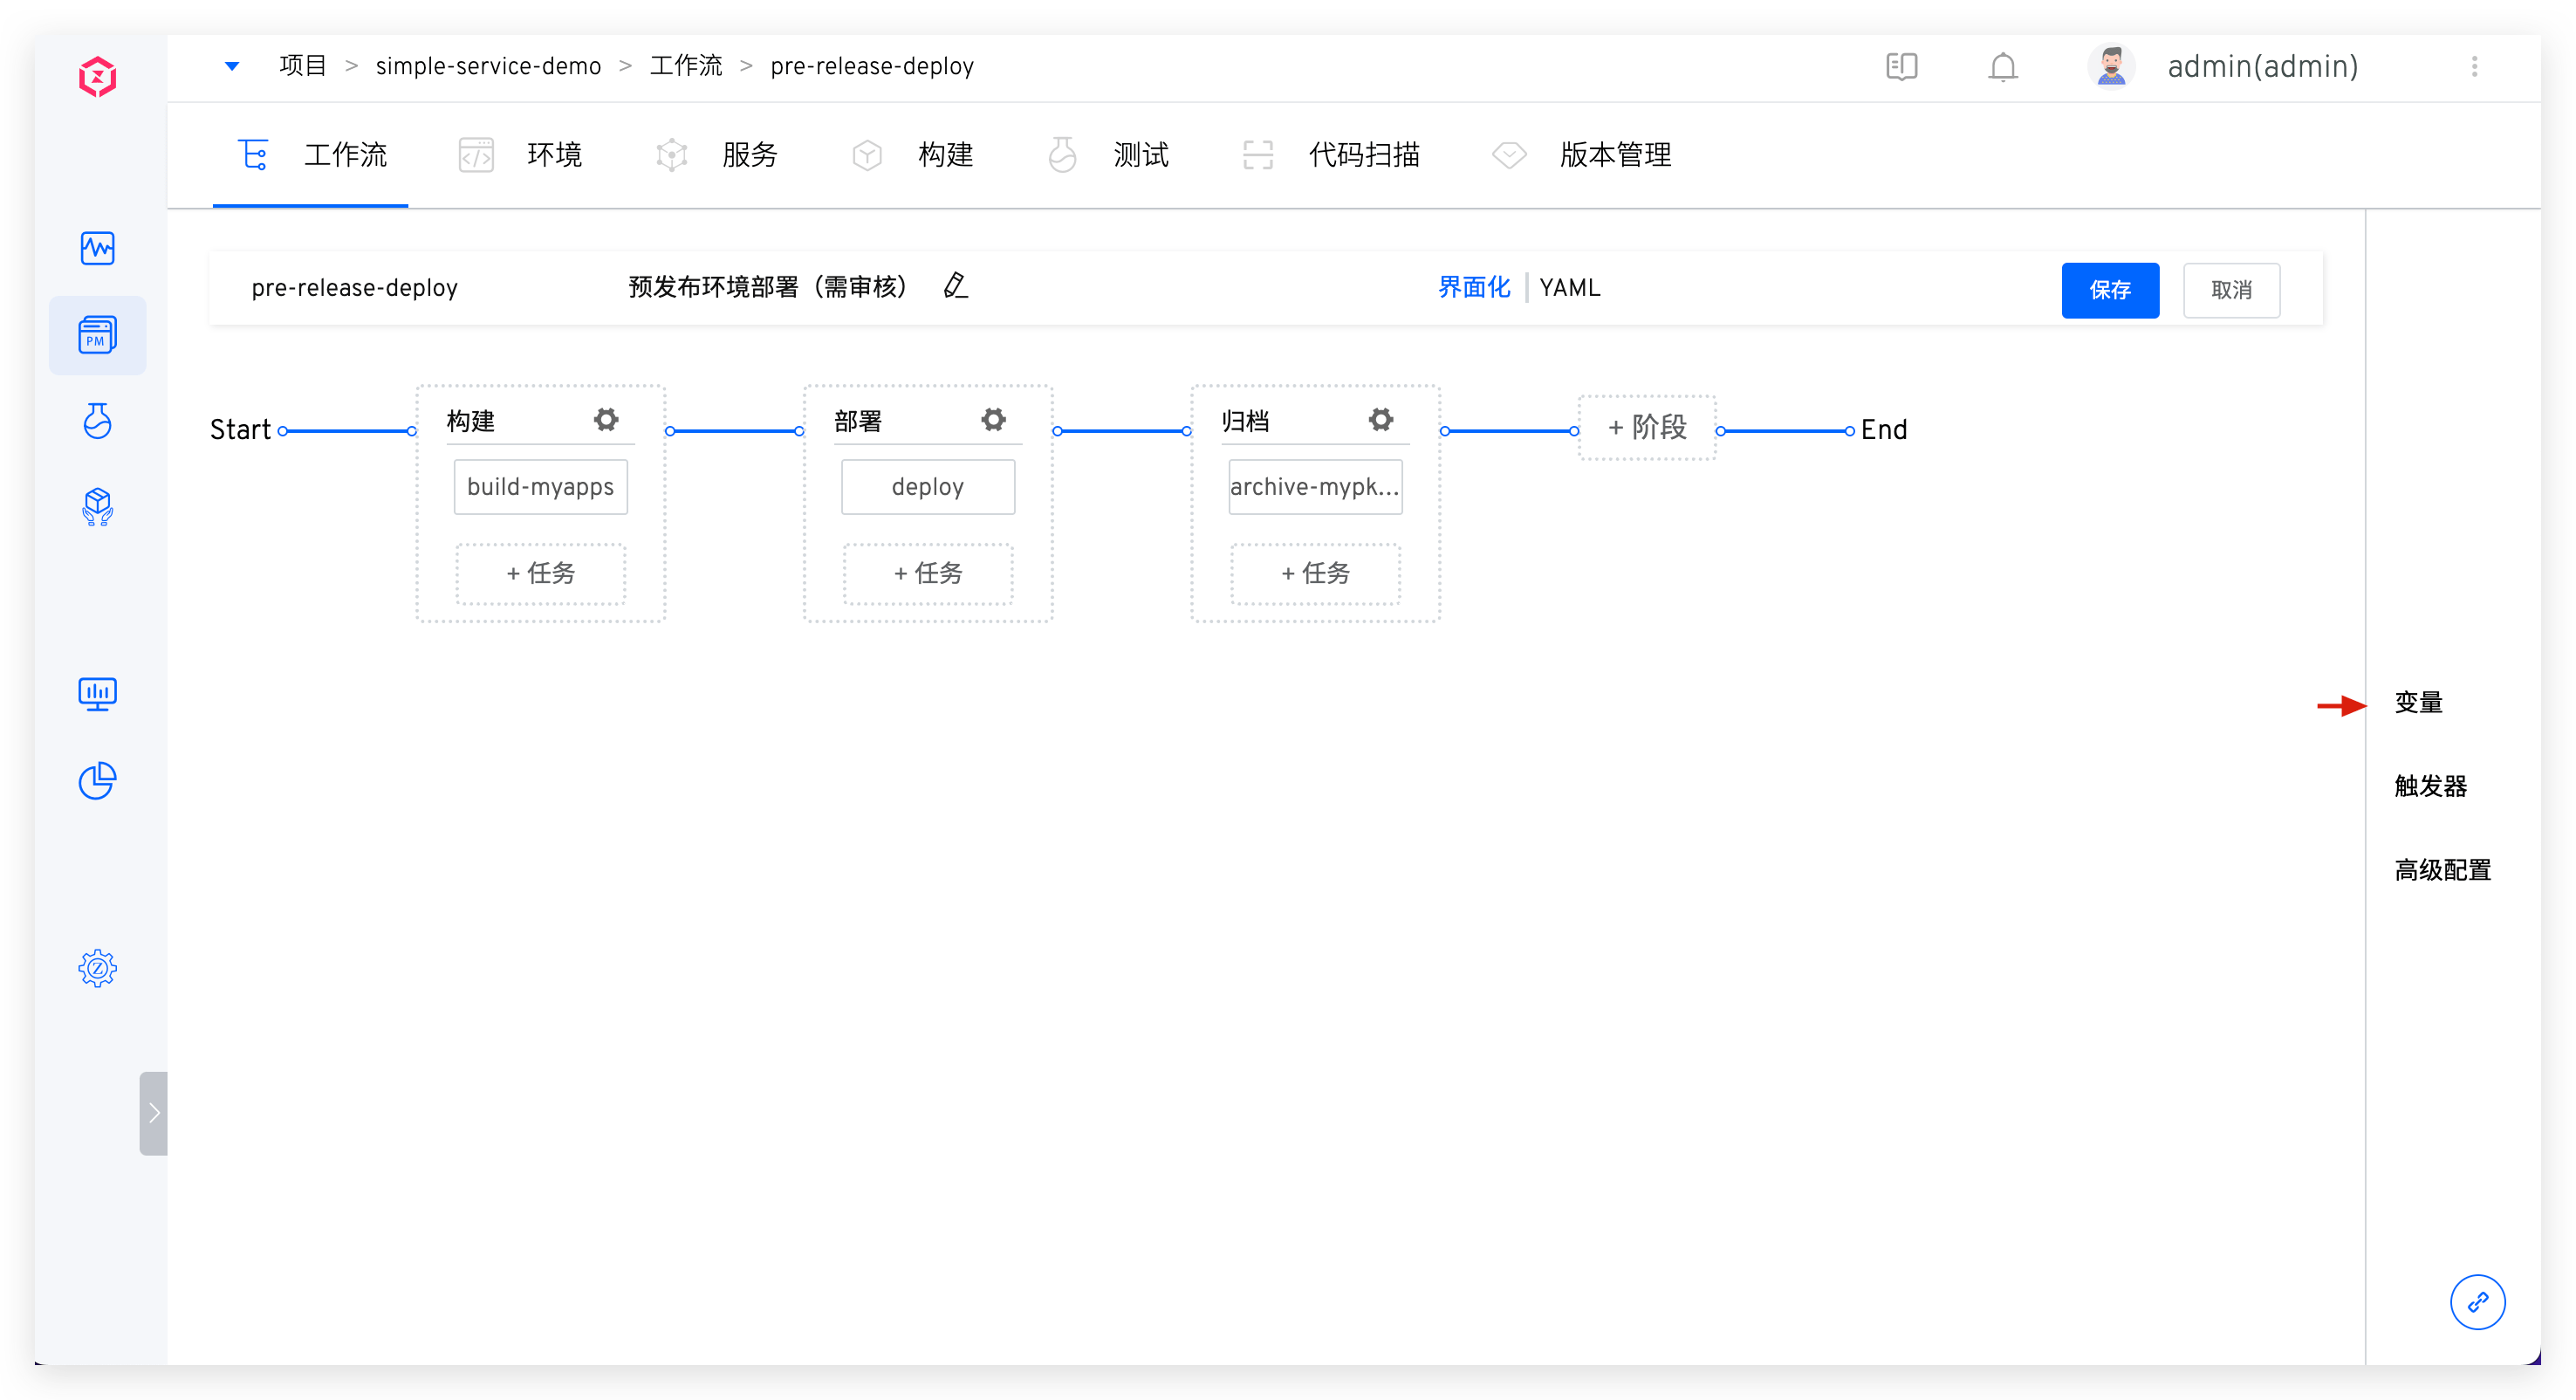 项目 > simple-service-demo > 工作流 > pre-release-deploy
admin(admin)
工作流 环境 服务 构建 测试 代码扫描 版本管理
PM
pre-release-deploy 预发布环境部署（需审核） 界面化 | YAML 保存 取消
Start 构建 部署 归档 + 阶段 End
build-myapps deploy archive-mypk...
+ 任务 + 任务 + 任务
变量
触发器
高级配置
Z